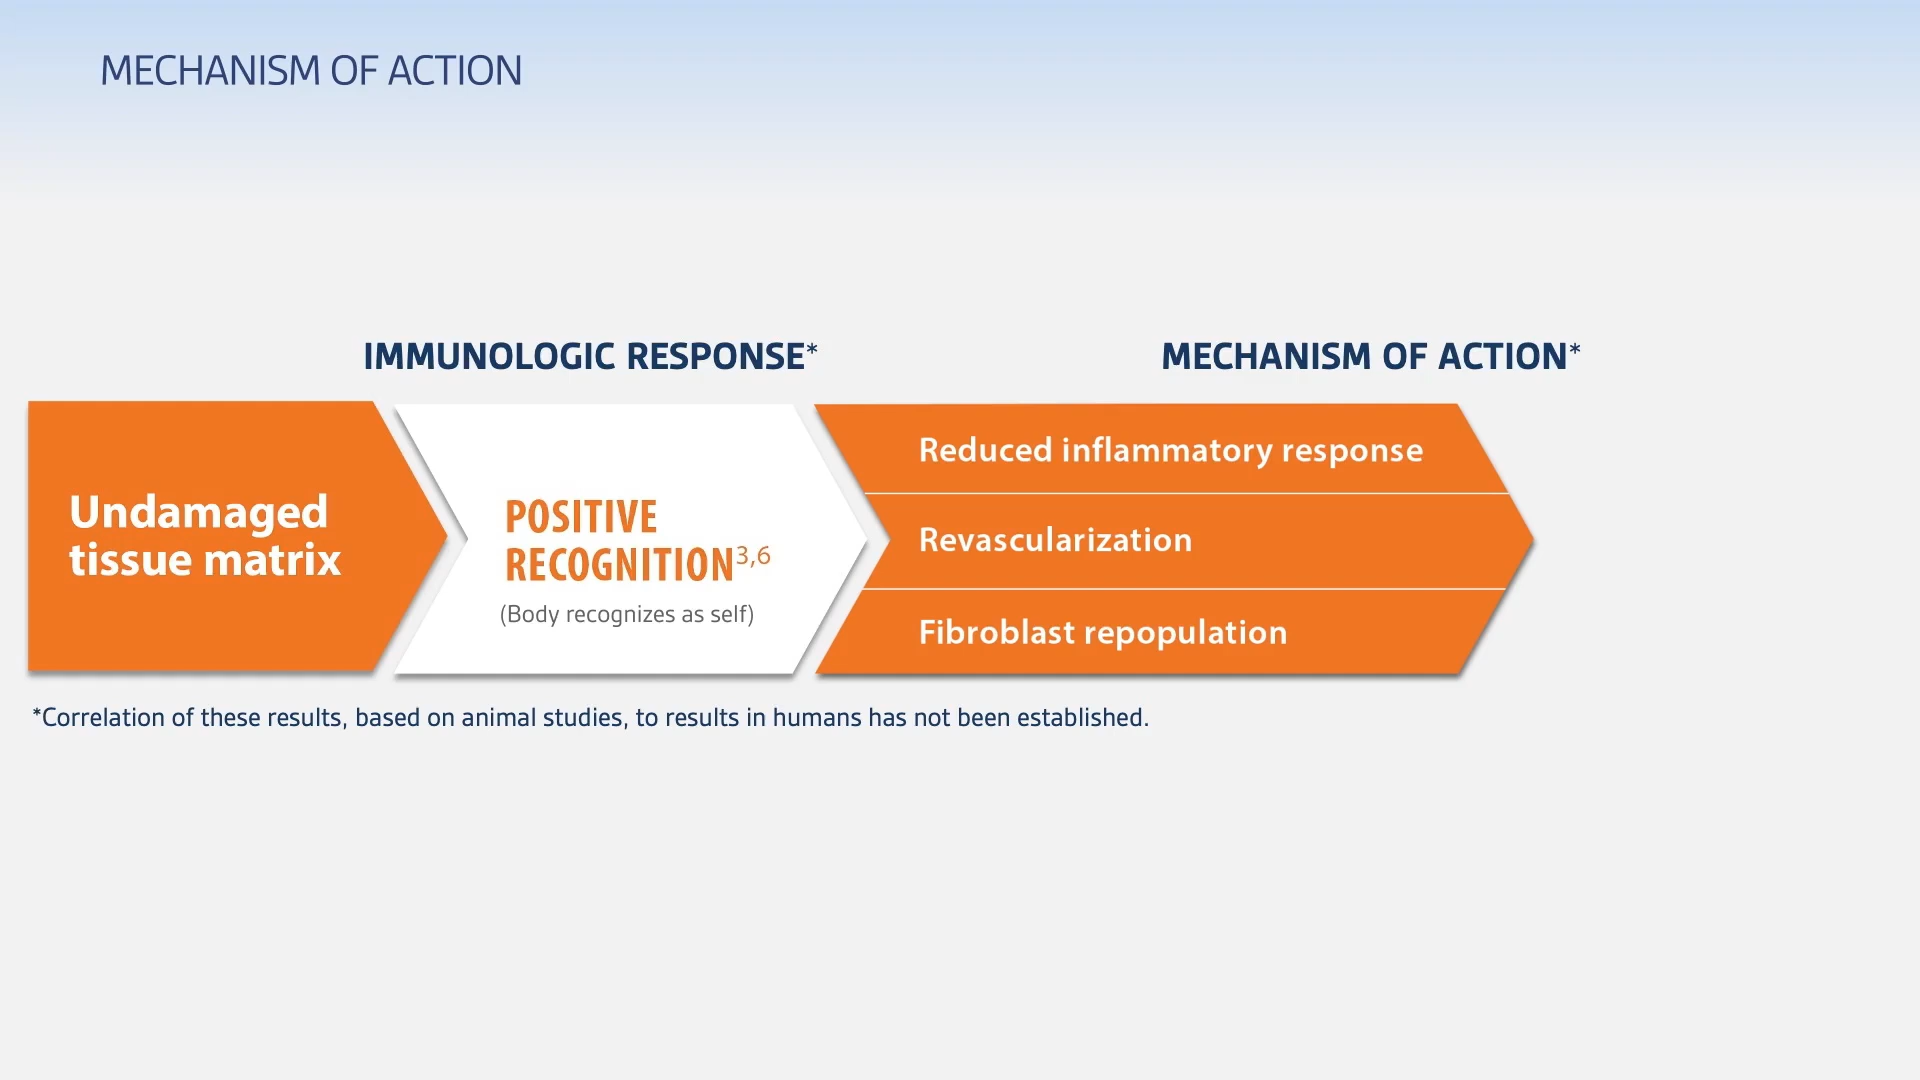 MECHANISM OF ACTION
IMMUNOLOGIC RESPONSE*
MECHANISM OF ACTION*
Undamaged
tissue matrix
POSITIVE
RECOGNITION3,6
(Body recognizes as self)
Reduced inflammatory response
Revascularization
Fibroblast repopulation
*Correlation of these results, based on animal studies, to results in humans has not been established.